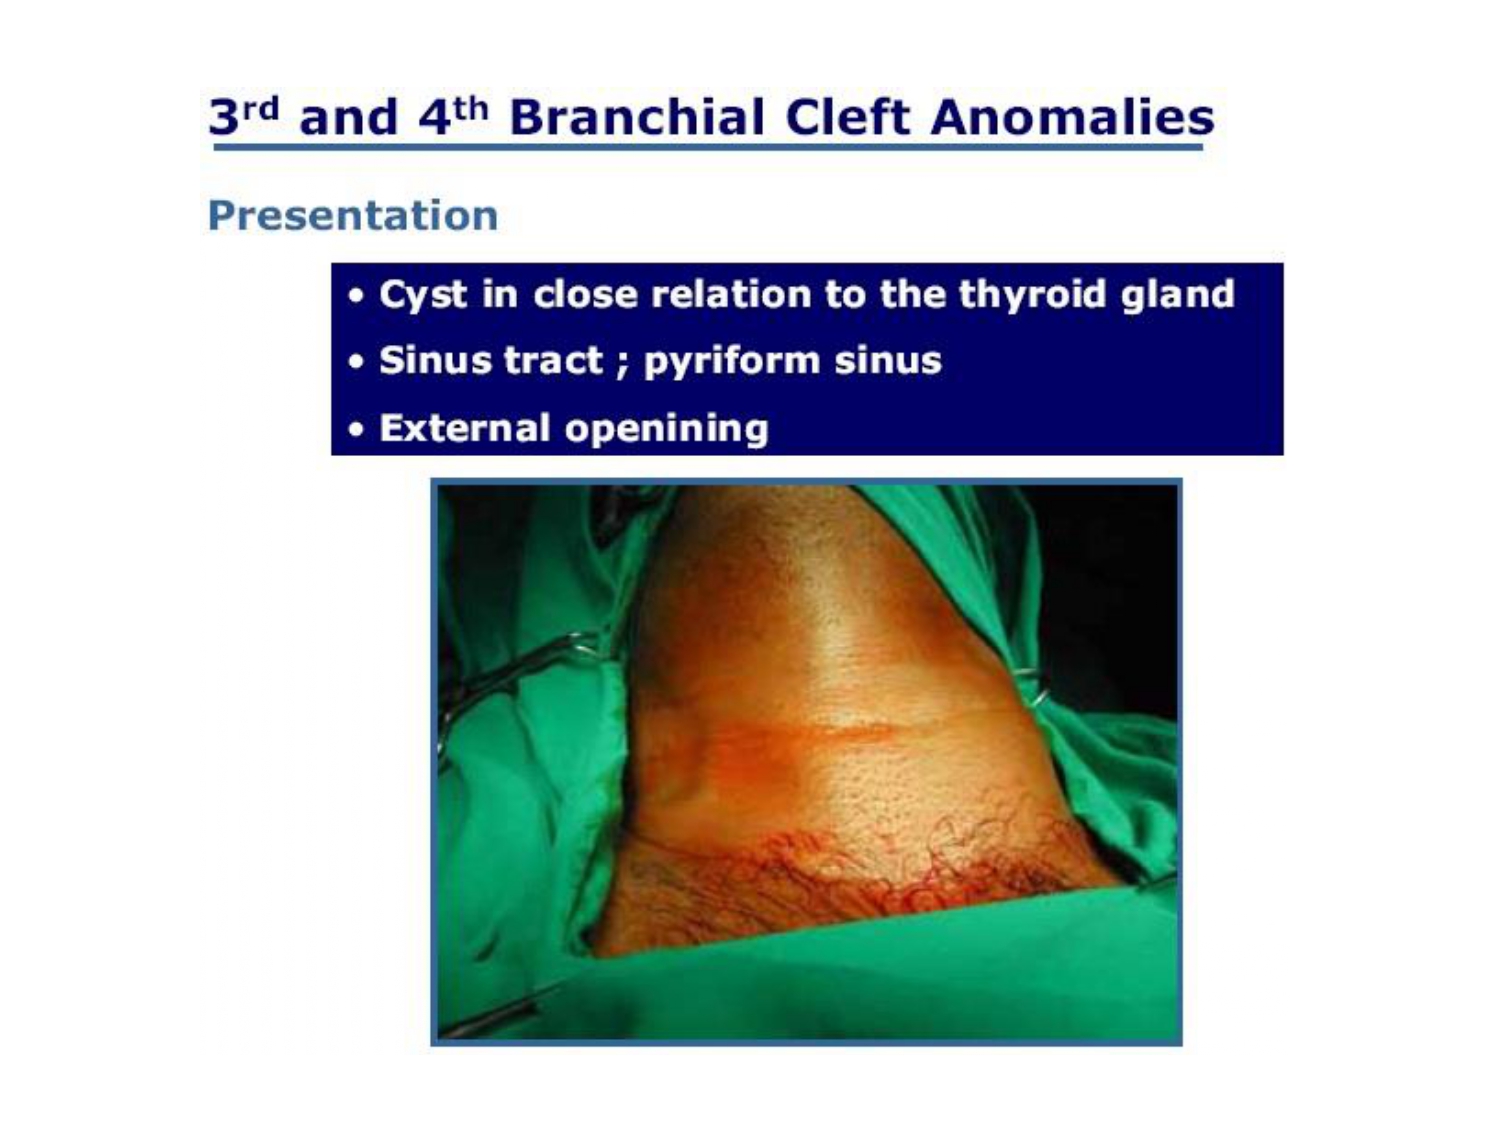 3rd and 4th Branchial Cleft Anomalies
Presentation
• Cyst in close relation to the thyroid gland
• Sinus tract ; pyriform sinus
• External openining